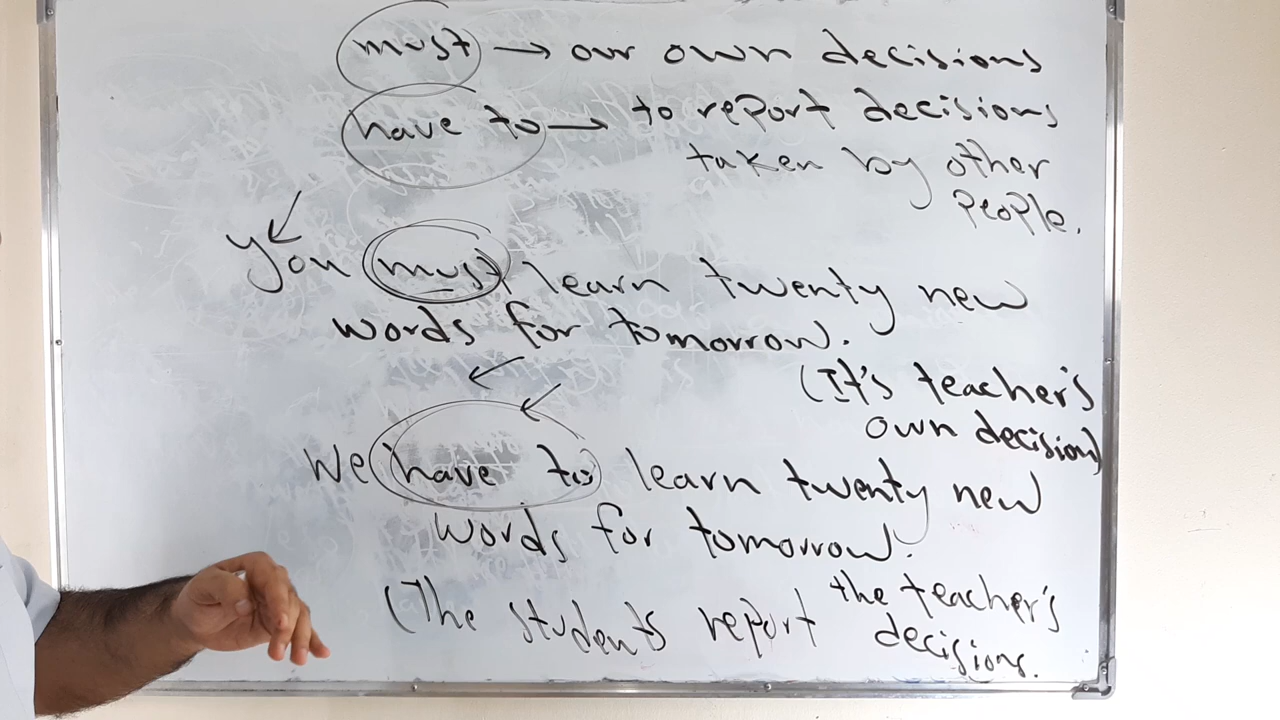 must → our own decisions
have to → to report decisions
taken by other
people.
you must learn twenty new
words for tomorrow.
(It's teacher's
own decision)
We have to learn twenty new
words for tomorrow.
(The students report the teacher's
decisions.